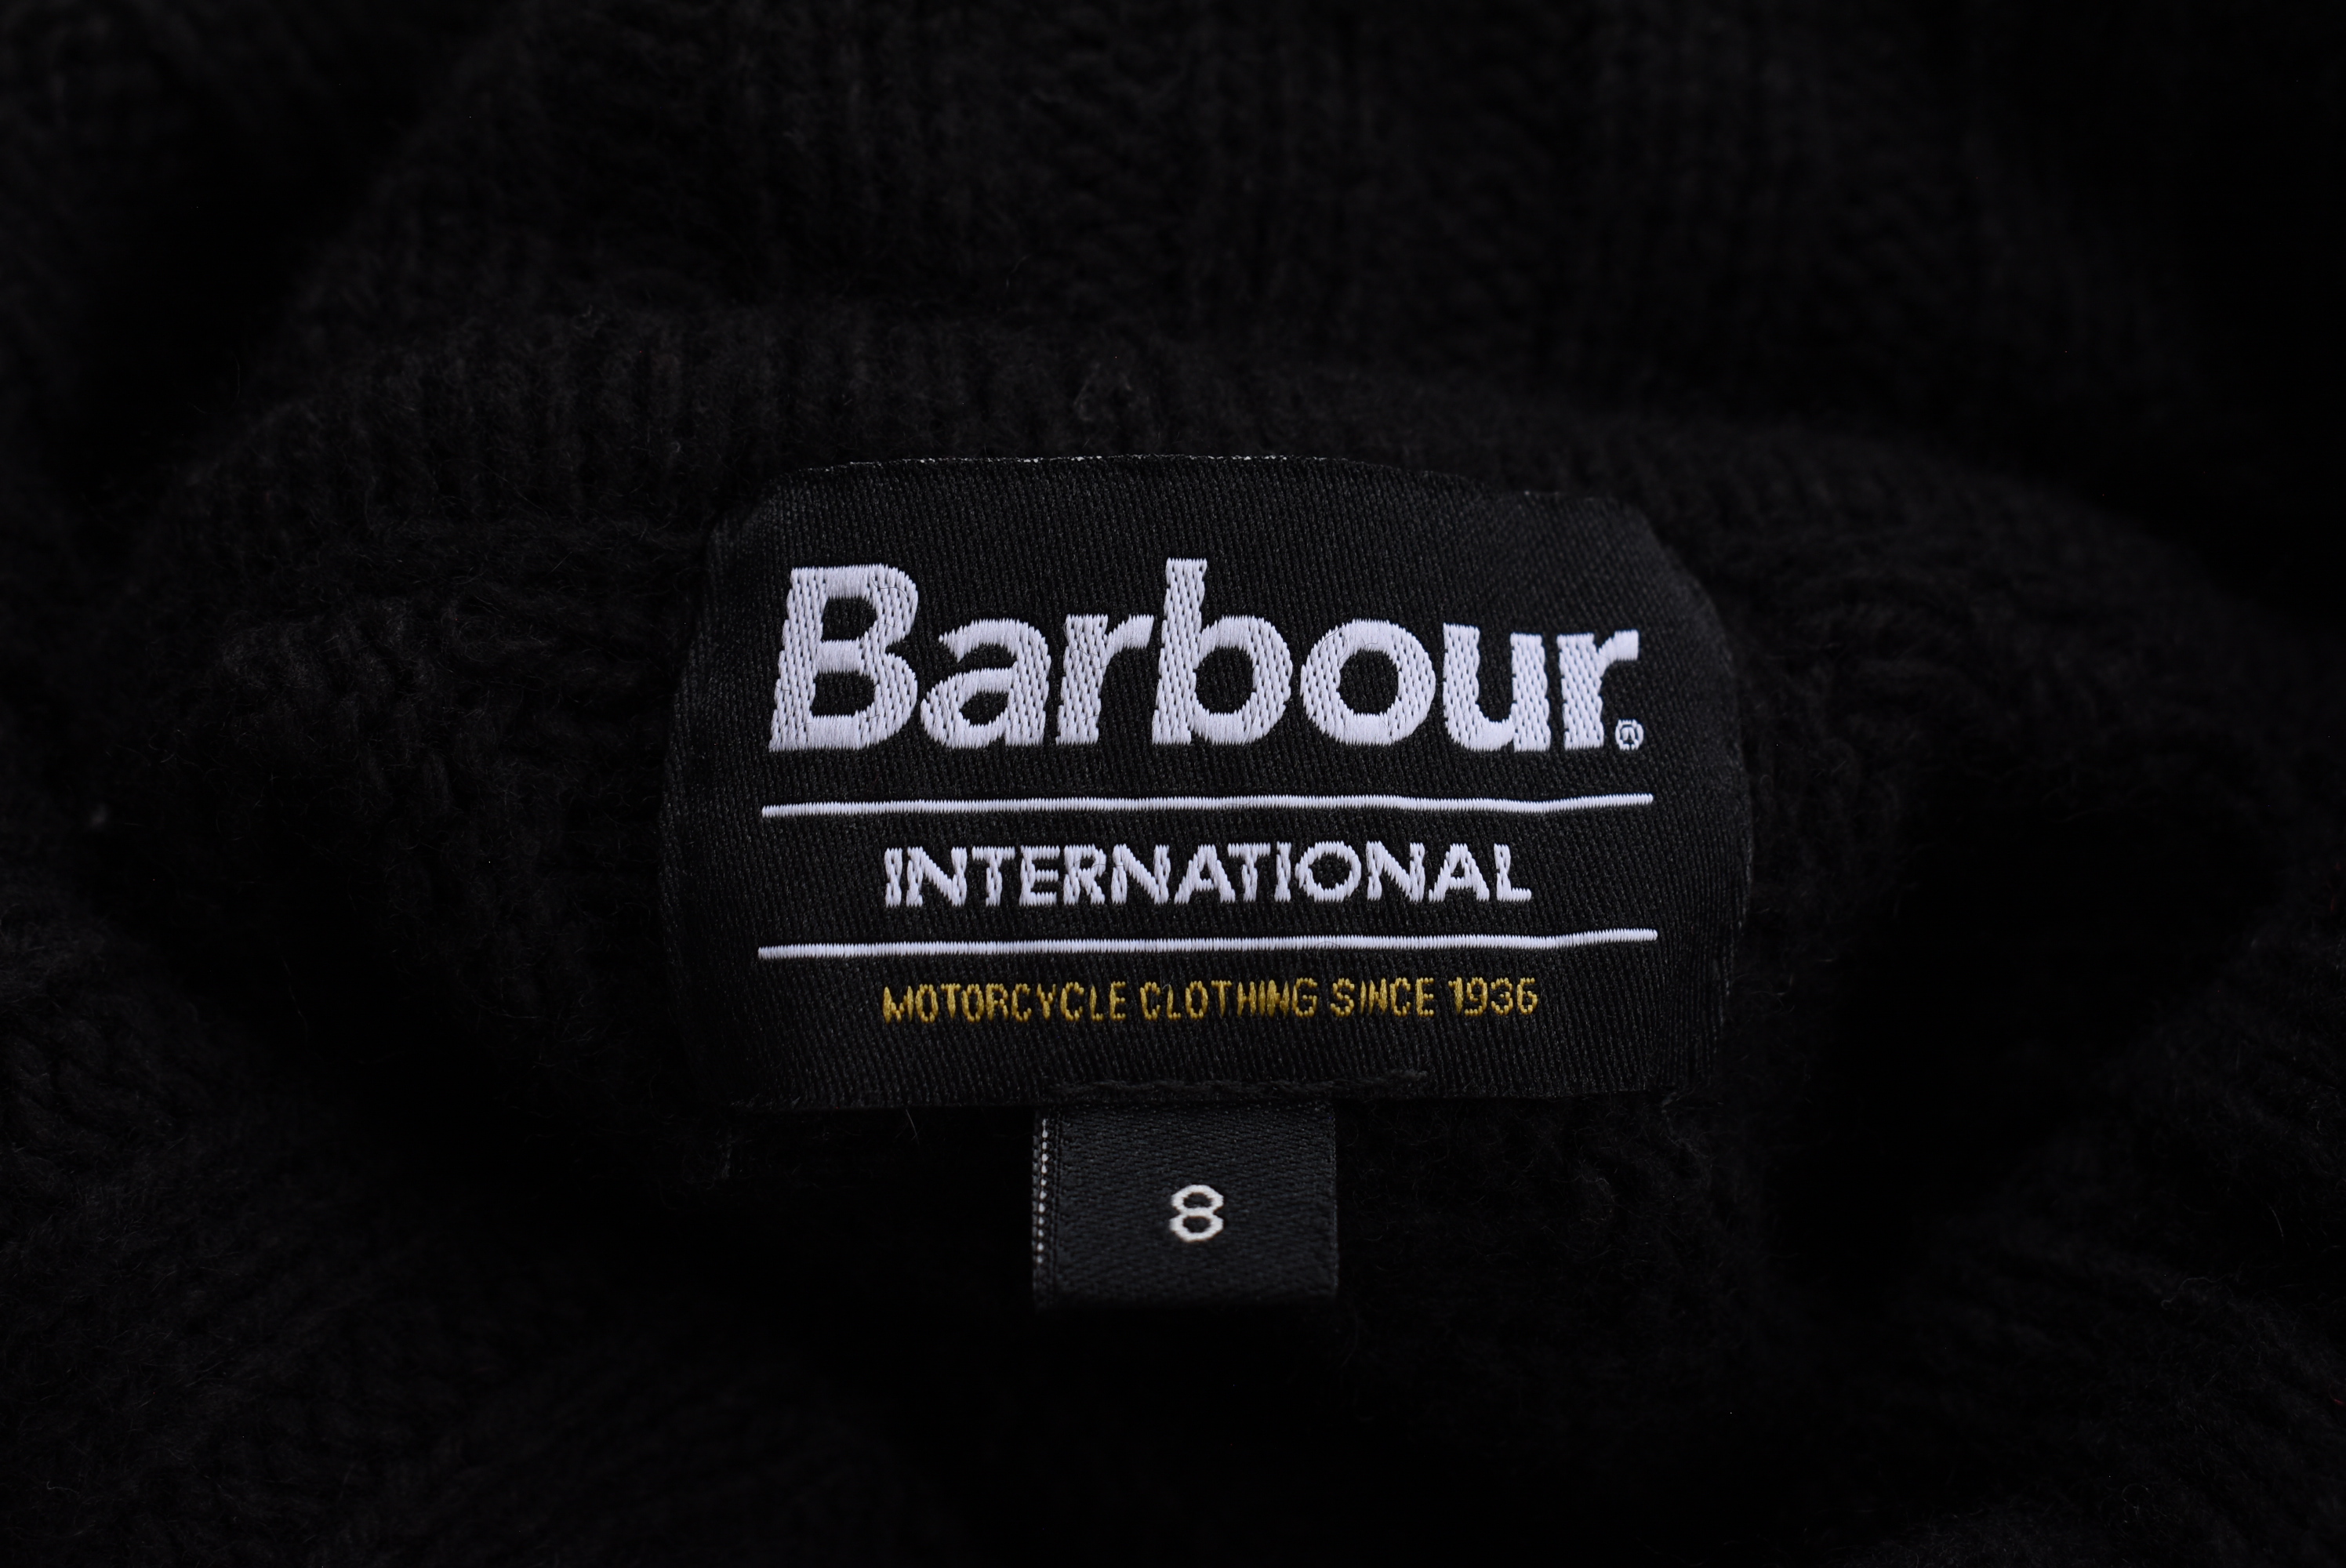 Barbour®
INTERNATIONAL
MOTORCYCLE CLOTHING SINCE 1936
8